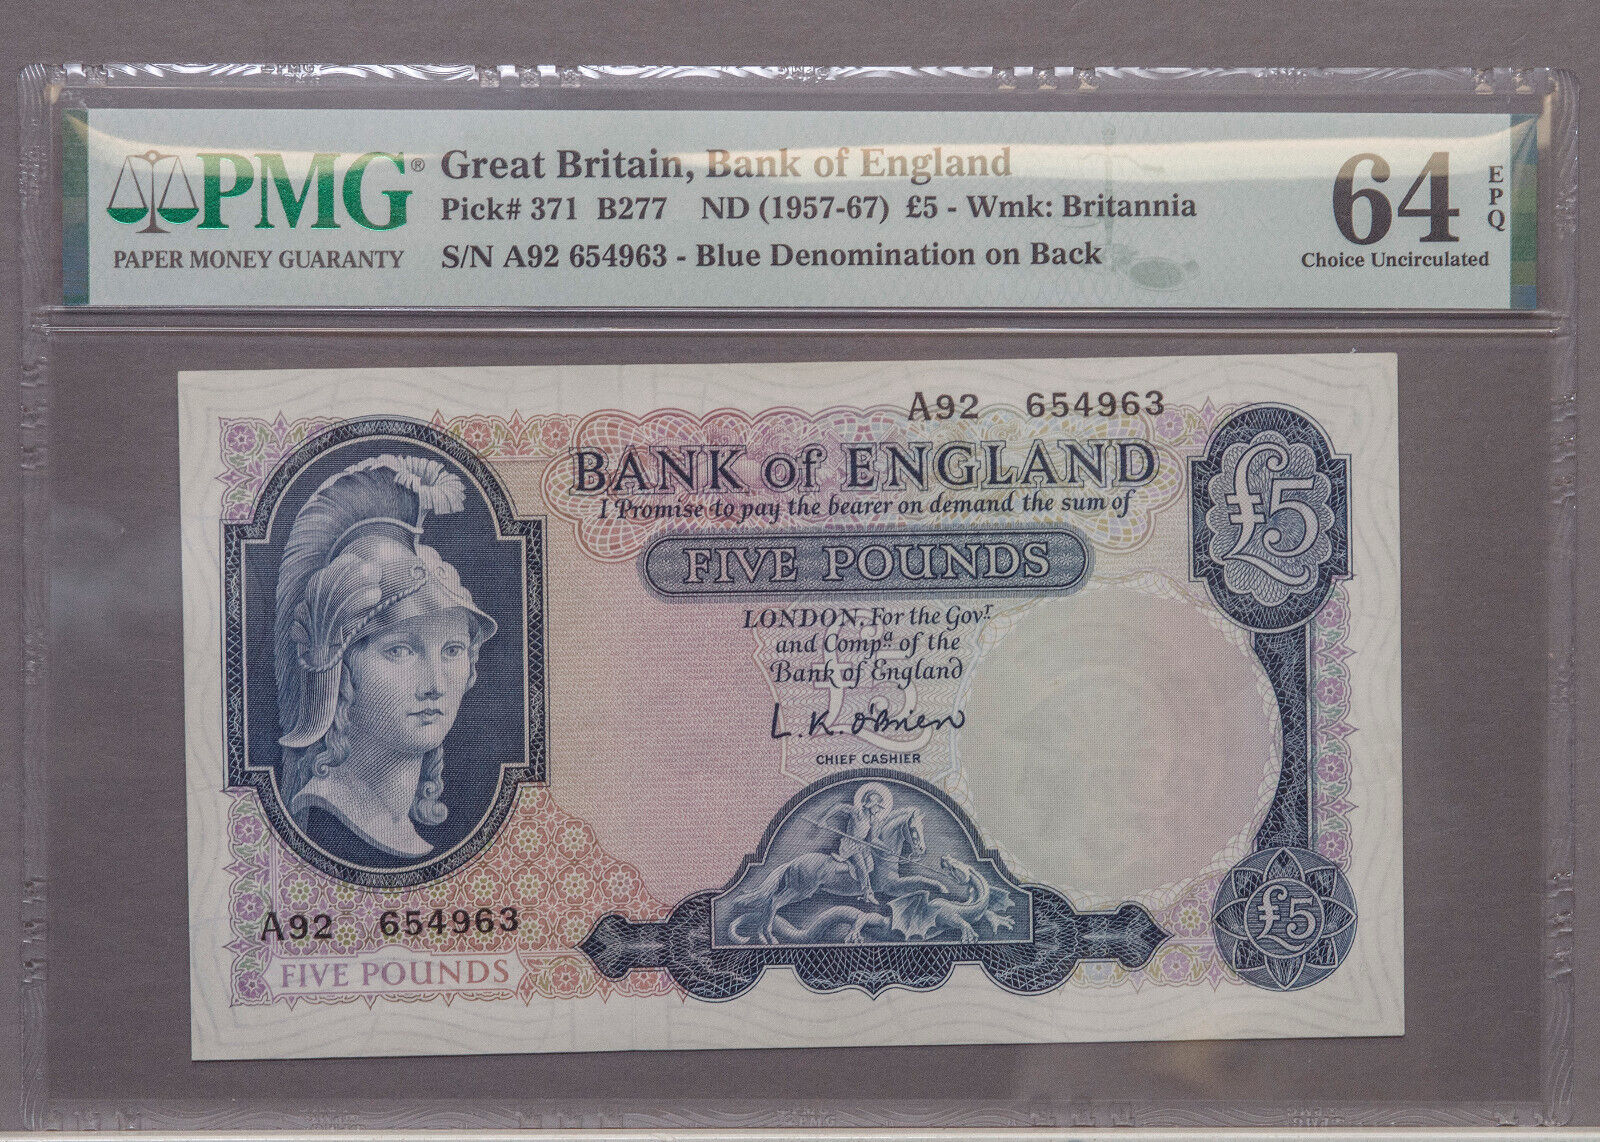 PMG®
PAPER MONEY GUARANTY
Great Britain, Bank of England
Pick# 371 B277 ND (1957-67) £5 - Wmk: Britannia
S/N A92 654963 - Blue Denomination on Back
64
EPQ
Choice Uncirculated
A92 654963
BANK of ENGLAND
I Promise to pay the bearer on demand the sum of
FIVE POUNDS
£5
LONDON, For the Govr.
and Compa. of the
Bank of England
£5
L. K. O'Brien
CHIEF CASHIER
A92 654963
FIVE POUNDS
£5